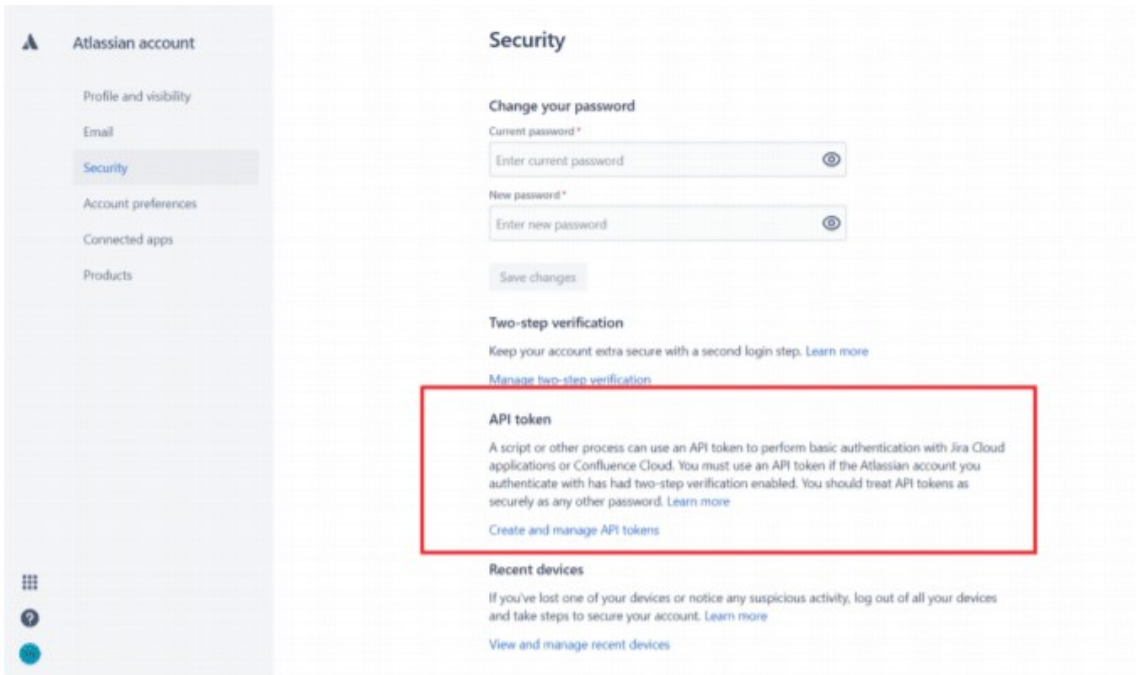 Atlassian account
Profile and visibility
Email
Security
Account preferences
Connected apps
Products
Security
Change your password
Current password *
Enter current password
New password *
Enter new password
Save changes
Two-step verification
Keep your account extra secure with a second login step. Learn more
Manage two-step verification
API token
A script or other process can use an API token to perform basic authentication with Jira Cloud
applications or Confluence Cloud. You must use an API token if the Atlassian account you
authenticate with has had two-step verification enabled. You should treat API tokens as
securely as any other password. Learn more
Create and manage API tokens
Recent devices
If you've lost one of your devices or notice any suspicious activity, log out of all your devices
and take steps to secure your account. Learn more
View and manage recent devices